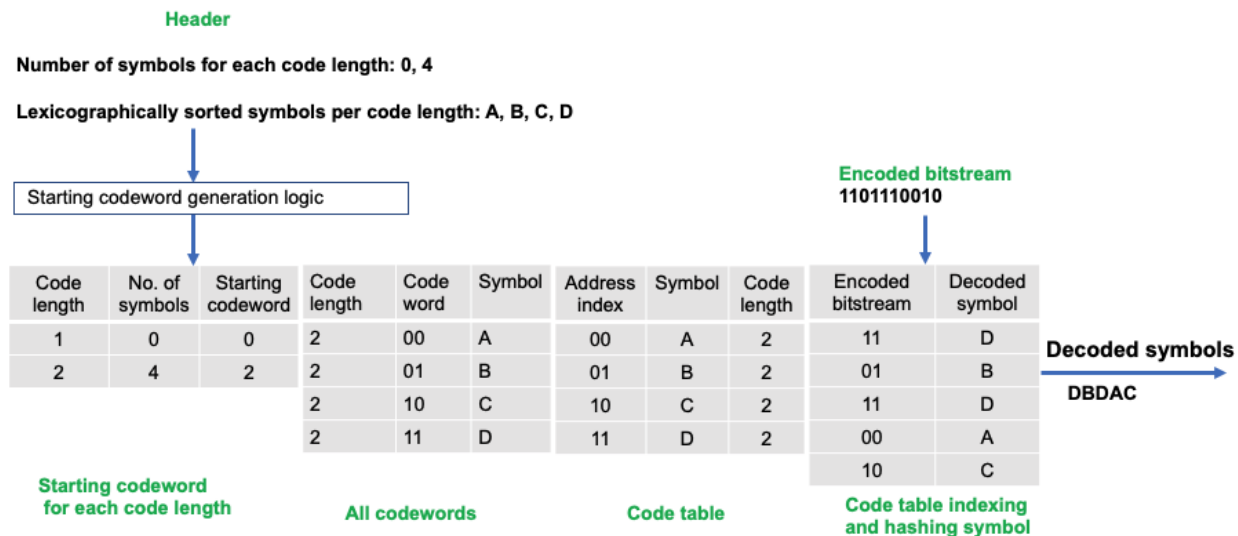 Header
Number of symbols for each code length: 0, 4
Lexicographically sorted symbols per code length: A, B, C, D
Starting codeword generation logic
Encoded bitstream
1101110010
Code length No. of symbols Starting codeword
1 0 0
2 4 2
Code length Code word Symbol
2 00 A
2 01 B
2 10 C
2 11 D
Address index Symbol Code length
00 A 2
01 B 2
10 C 2
11 D 2
Encoded bitstream Decoded symbol
11 D
01 B
11 D
00 A
10 C
Decoded symbols
DBDAC
Starting codeword
for each code length
All codewords
Code table
Code table indexing
and hashing symbol